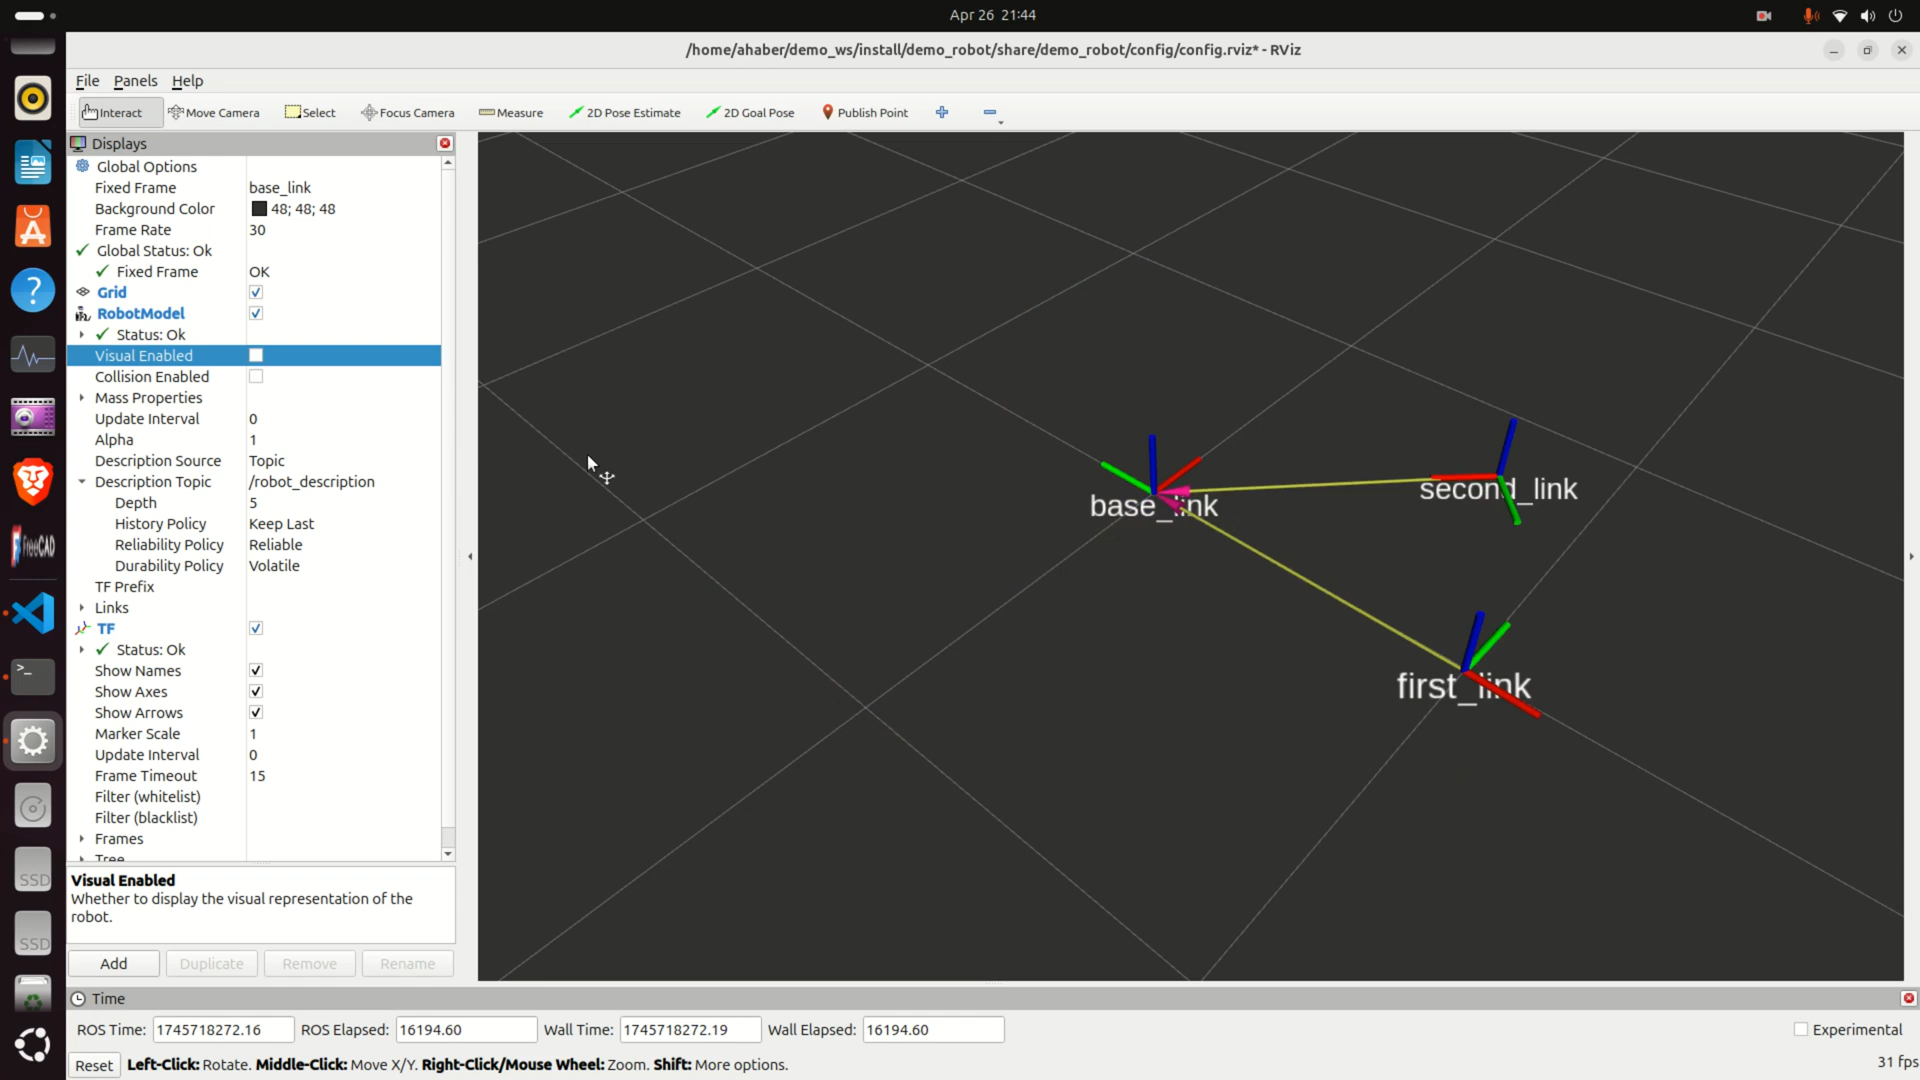 Apr 26 21:44
/home/ahaber/demo_ws/install/demo_robot/share/demo_robot/config/config.rviz* - RViz
File Panels Help
Interact Move Camera Select Focus Camera Measure 2D Pose Estimate 2D Goal Pose Publish Point
Displays
Global Options
Fixed Frame base_link
Background Color 48; 48; 48
Frame Rate 30
Global Status: Ok
Fixed Frame OK
Grid
RobotModel
Status: Ok
Visual Enabled
Collision Enabled
Mass Properties
Update Interval 0
Alpha 1
Description Source Topic
Description Topic /robot_description
Depth 5
History Policy Keep Last
Reliability Policy Reliable
Durability Policy Volatile
TF Prefix
Links
TF
Status: Ok
Show Names
Show Axes
Show Arrows
Marker Scale 1
Update Interval 0
Frame Timeout 15
Filter (whitelist)
Filter (blacklist)
Frames
Tree
Visual Enabled
Whether to display the visual representation of the
robot.
Add Duplicate Remove Rename
base_link
second_link
first_link
FreeCAD
SSD
SSD
Time
ROS Time: 1745718272.16 ROS Elapsed: 16194.60 Wall Time: 1745718272.19 Wall Elapsed: 16194.60 Experimental
Reset Left-Click: Rotate. Middle-Click: Move X/Y. Right-Click/Mouse Wheel: Zoom. Shift: More options. 31 fps